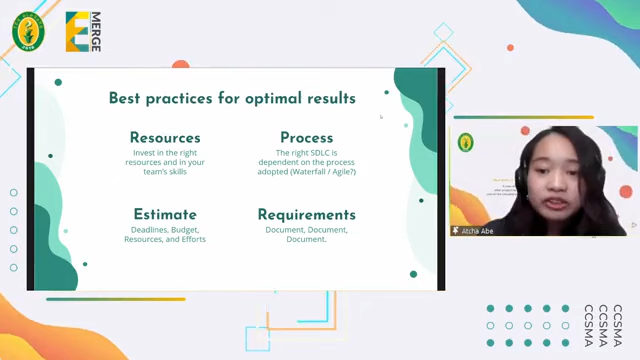 EMERGE
Best practices for optimal results
Resources
Invest in the right
resources and in your
team's skills
Process
The right SDLC is
dependent on the process
adopted (Waterfall / Agile?)
Estimate
Deadlines, Budget,
Resources, and Efforts
Requirements
Document, Document,
Document.
Atcha Abe
CCSMA
CCSMA
CCSMA